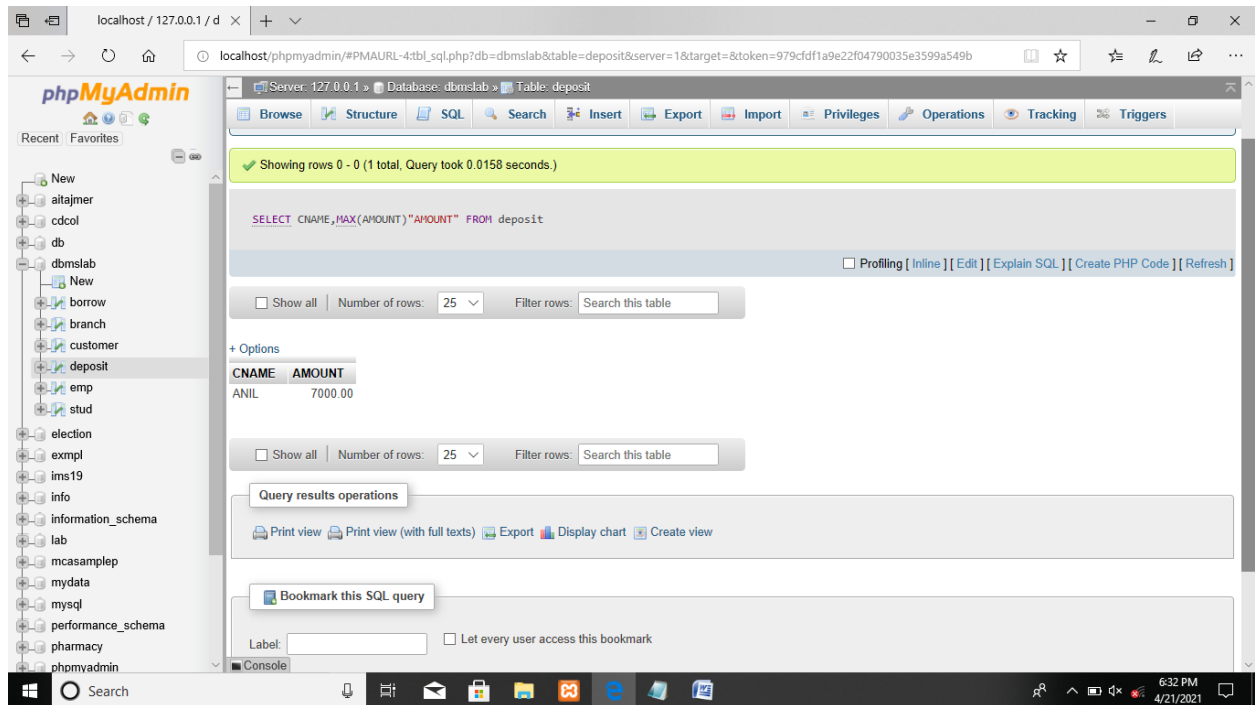 localhost / 127.0.0.1 / d
localhost/phpmyadmin/#PMAURL-4:tbl_sql.php?db=dbmslab&table=deposit&server=1&target=&token=979cfdf1a9e22f04790035e3599a549b
phpMyAdmin
Recent Favorites
New
aitajmer
cdcol
db
dbmslab
New
borrow
branch
customer
deposit
emp
stud
election
exmpl
ims19
info
information_schema
lab
mcasamplep
mydata
mysql
performance_schema
pharmacy
phpmyadmin
Server: 127.0.0.1 » Database: dbmslab » Table: deposit
Browse Structure SQL Search Insert Export Import Privileges Operations Tracking Triggers
Showing rows 0 - 0 (1 total, Query took 0.0158 seconds.)
SELECT CNAME,MAX(AMOUNT)"AMOUNT" FROM deposit
Profiling [ Inline ] [ Edit ] [ Explain SQL ] [ Create PHP Code ] [ Refresh ]
Show all Number of rows: 25 Filter rows: Search this table
+ Options
CNAME AMOUNT
ANIL 7000.00
Show all Number of rows: 25 Filter rows: Search this table
Query results operations
Print view Print view (with full texts) Export Display chart Create view
Bookmark this SQL query
Label: Let every user access this bookmark
Console
Search
6:32 PM
4/21/2021